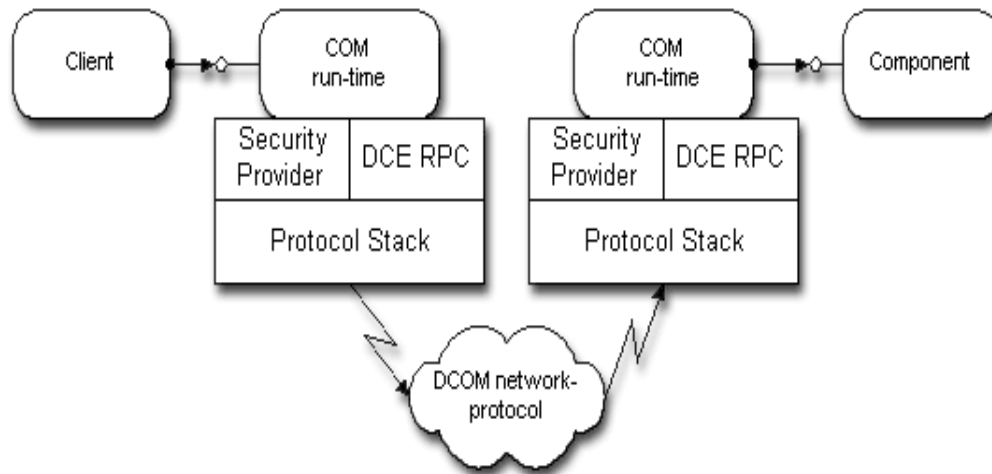 Client
COM
run-time
COM
run-time
Component
Security
Provider
DCE RPC
Security
Provider
DCE RPC
Protocol Stack
Protocol Stack
DCOM network-
protocol